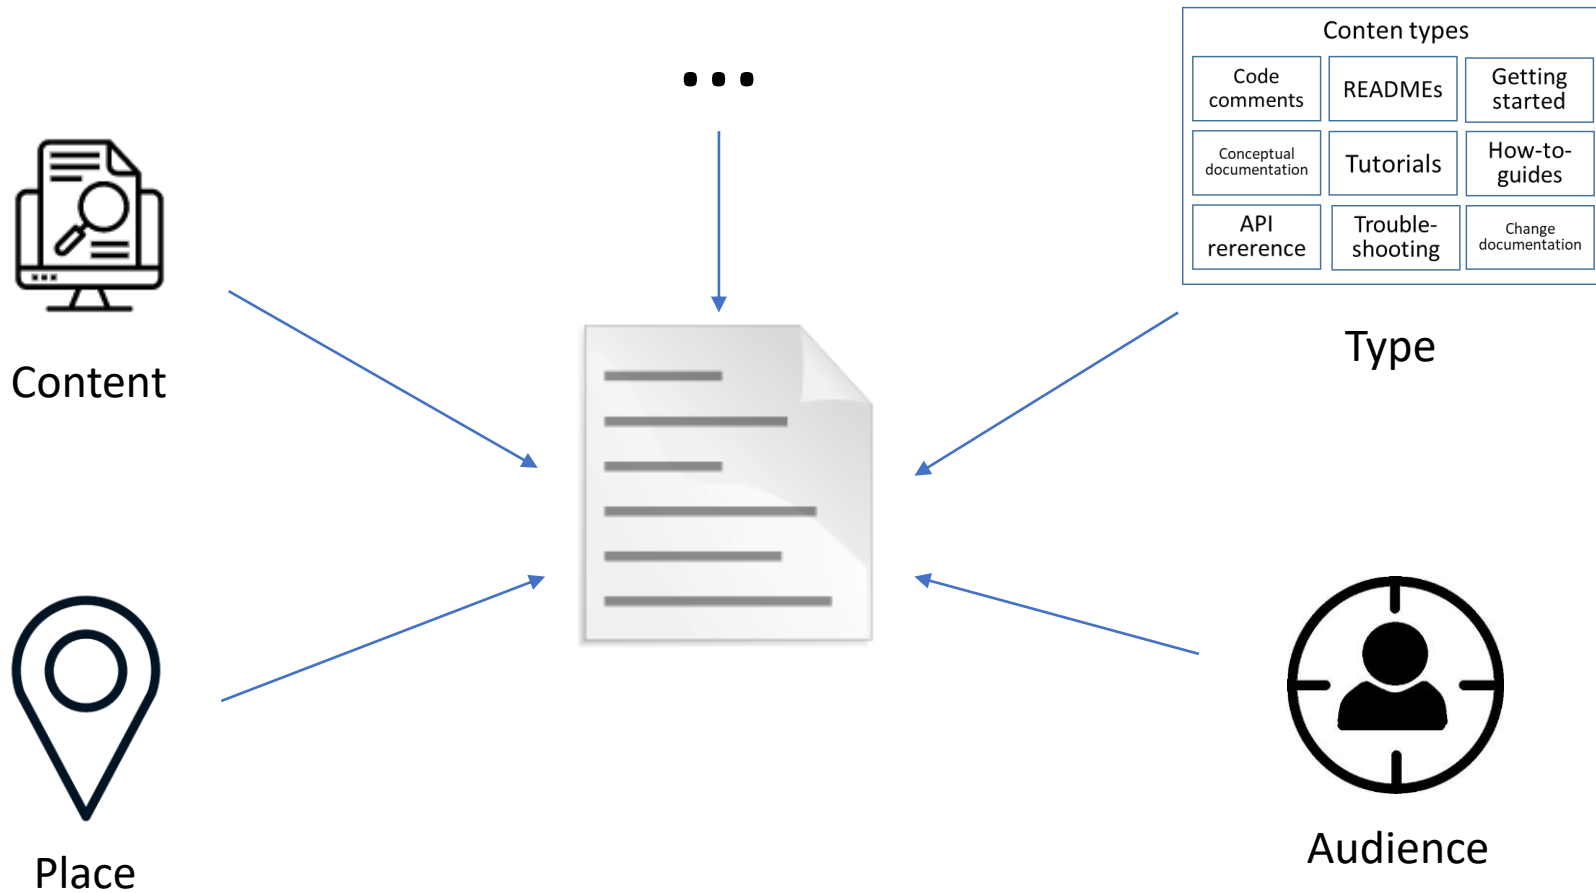 ...
Conten types
Code
comments
READMEs
Getting
started
Conceptual
documentation
Tutorials
How-to-
guides
API
rererence
Trouble-
shooting
Change
documentation
Content
Type
Place
Audience